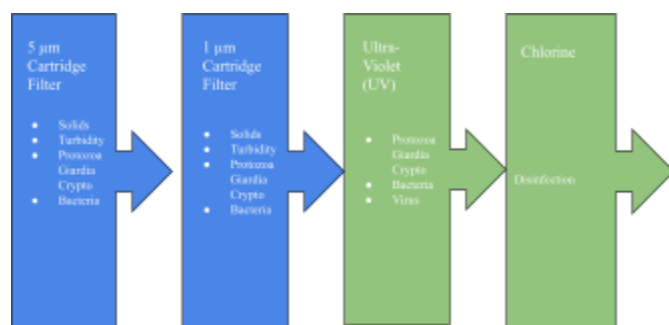 5 μm
Cartridge
Filter
● Solids
● Turbidity
● Protozoa
Giardia
Crypto
● Bacteria
1 μm
Cartridge
Filter
● Solids
● Turbidity
● Protozoa
Giardia
Crypto
● Bacteria
Ultra-
Violet
(UV)
● Protozoa
Giardia
Crypto
● Bacteria
● Virus
Chlorine
Disinfection